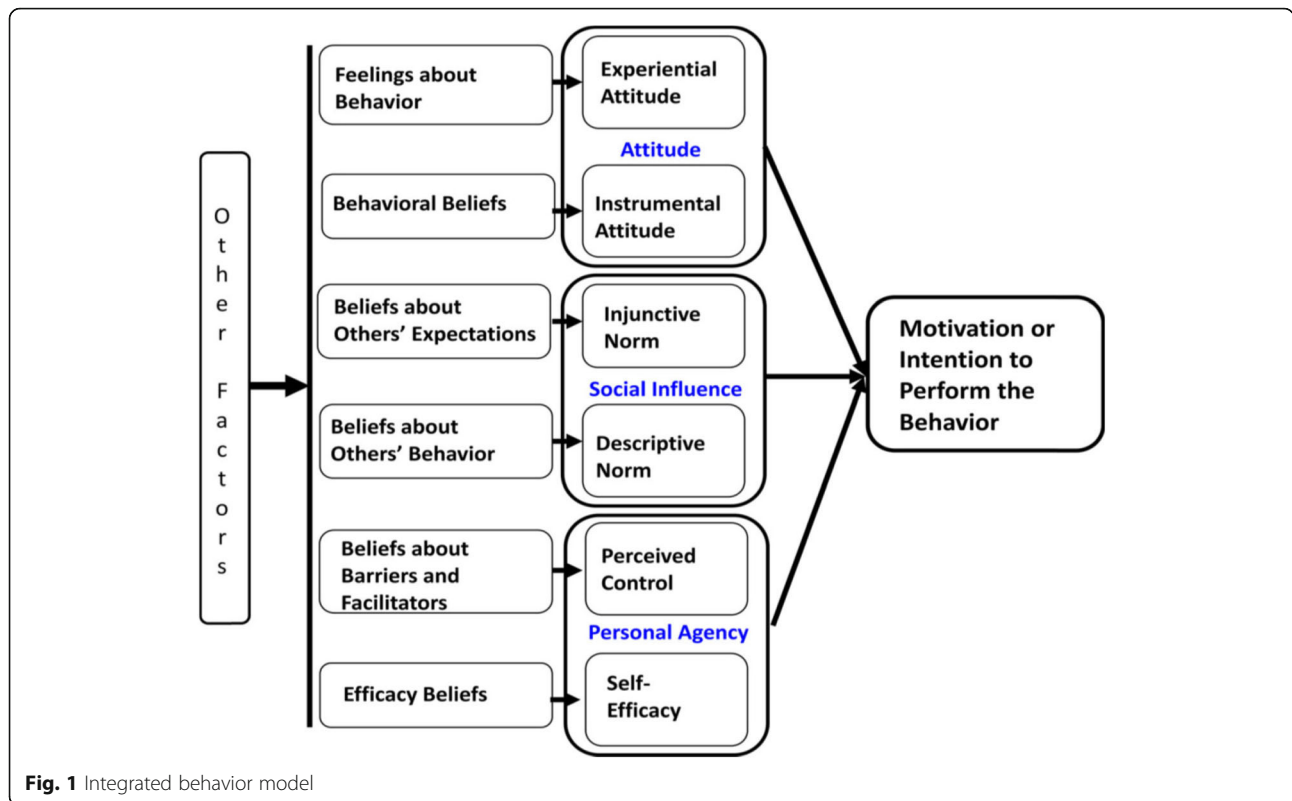 Other Factors
Feelings about
Behavior
Experiential
Attitude
Attitude
Behavioral Beliefs
Instrumental
Attitude
Beliefs about
Others’ Expectations
Injunctive
Norm
Social Influence
Beliefs about
Others’ Behavior
Descriptive
Norm
Beliefs about
Barriers and
Facilitators
Perceived
Control
Personal Agency
Efficacy Beliefs
Self-
Efficacy
Motivation or
Intention to
Perform the
Behavior
Fig. 1 Integrated behavior model